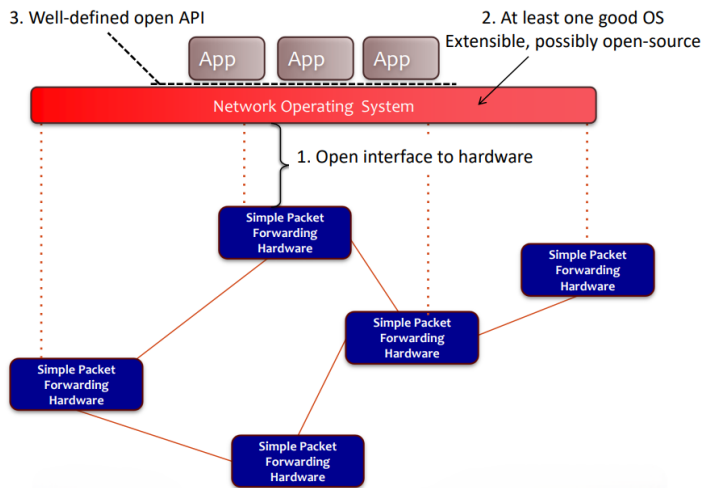 3. Well-defined open API
2. At least one good OS
Extensible, possibly open-source
App
App
App
Network Operating System
1. Open interface to hardware
Simple Packet
Forwarding
Hardware
Simple Packet
Forwarding
Hardware
Simple Packet
Forwarding
Hardware
Simple Packet
Forwarding
Hardware
Simple Packet
Forwarding
Hardware